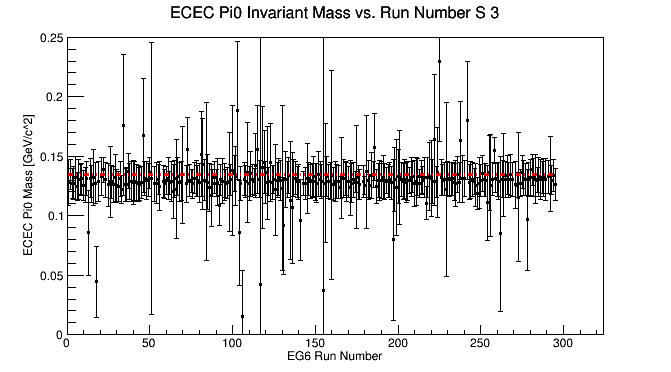 ECEC Pi0 Invariant Mass vs. Run Number S 3
ECEC Pi0 Mass [GeV/c^2]
0.25
0.2
0.15
0.1
0.05
0
0 50 100 150 200 250 300
EG6 Run Number